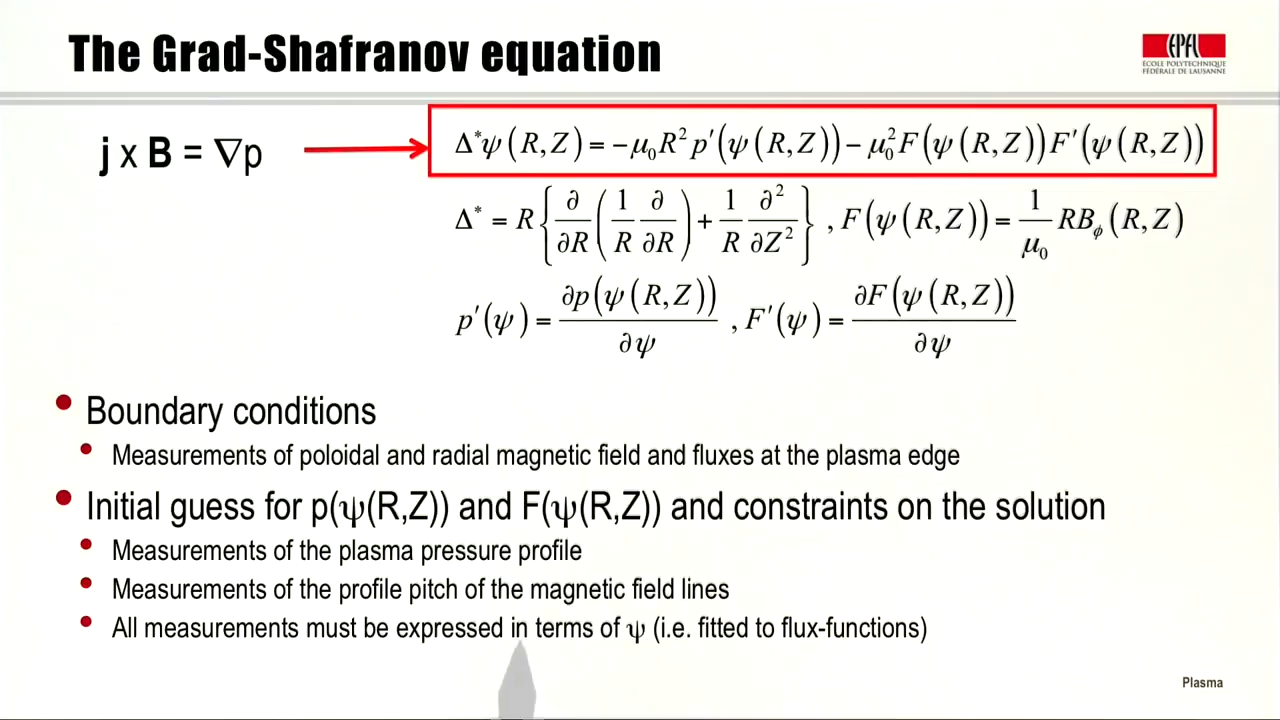 The Grad-Shafranov equation
EPFL
ÉCOLE POLYTECHNIQUE
FÉDÉRALE DE LAUSANNE
j x B = ∇p
Δ*ψ(R,Z) = −μ₀R²p′(ψ(R,Z)) − μ₀²F(ψ(R,Z))F′(ψ(R,Z))
Δ* = R{∂/∂R(1/R ∂/∂R) + 1/R ∂²/∂Z²}, F(ψ(R,Z)) = 1/μ₀ RBϕ(R,Z)
p′(ψ) = ∂p(ψ(R,Z))/∂ψ, F′(ψ) = ∂F(ψ(R,Z))/∂ψ
• Boundary conditions
• Measurements of poloidal and radial magnetic field and fluxes at the plasma edge
• Initial guess for p(ψ(R,Z)) and F(ψ(R,Z)) and constraints on the solution
• Measurements of the plasma pressure profile
• Measurements of the profile pitch of the magnetic field lines
• All measurements must be expressed in terms of ψ (i.e. fitted to flux-functions)
Plasma